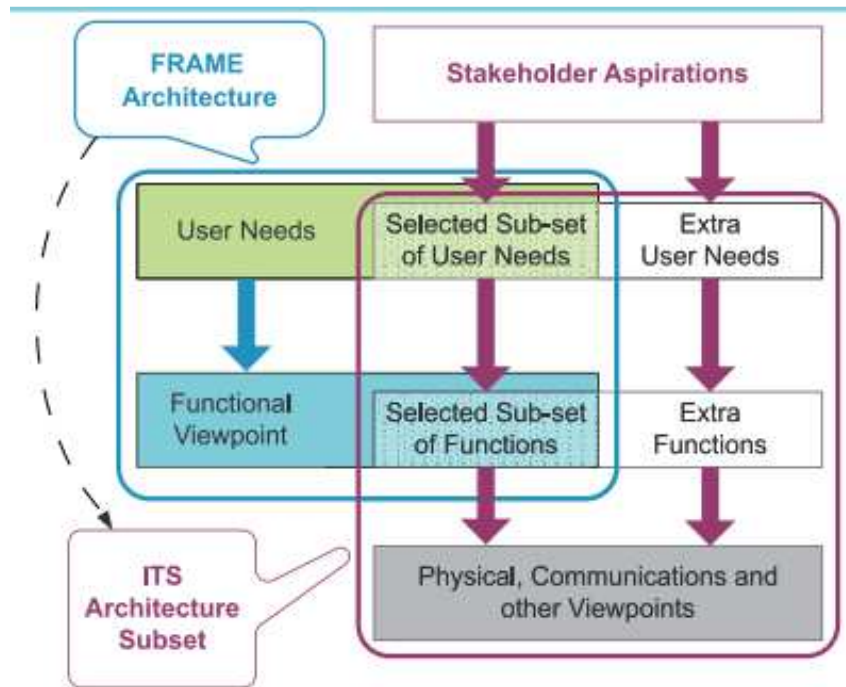 FRAME
Architecture
Stakeholder Aspirations
User Needs
Selected Sub-set
of User Needs
Extra
User Needs
Functional
Viewpoint
Selected Sub-set
of Functions
Extra
Functions
ITS
Architecture
Subset
Physical, Communications and
other Viewpoints